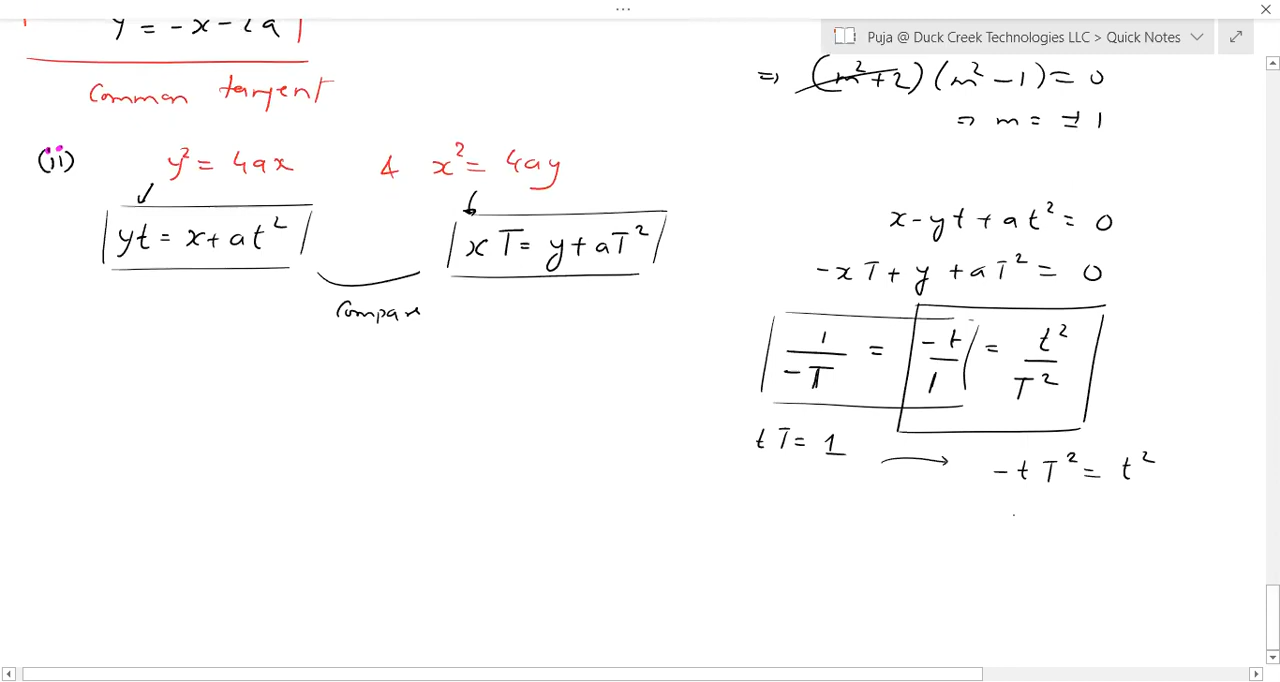 y = -x - 2a
Puja @ Duck Creek Technologies LLC > Quick Notes
common tangent
⇒ (m² + 2) (m² - 1) = 0
⇒ m = ±1
(ii) y² = 4ax & x² = 4ay
yt = x + at²
xT = y + aT²
compare
x - yt + at² = 0
-xT + y + aT² = 0
1/-T = -t/1 = t²/T²
tT = 1 → -tT² = t²